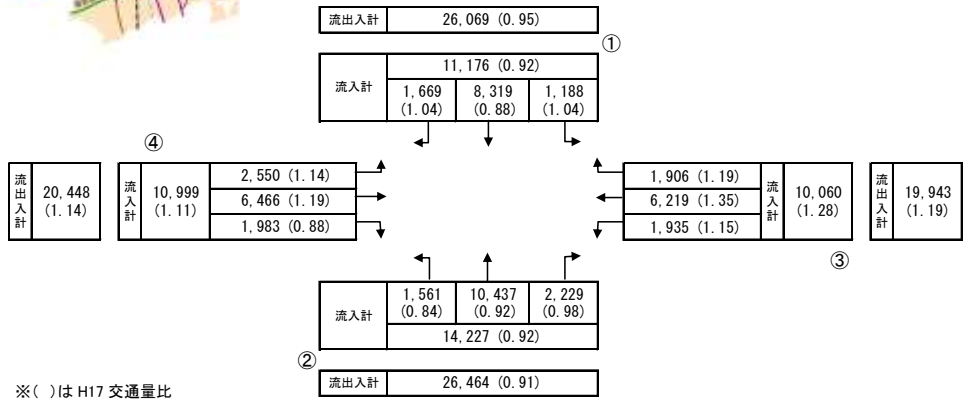 流出入計 26,069 (0.95)
①
流入計 11,176 (0.92)
1,669 8,319 1,188
(1.04) (0.88) (1.04)
④
流出入計 20,448 (1.14)
流入計 10,999 (1.11)
2,550 (1.14)
6,466 (1.19)
1,983 (0.88)
1,906 (1.19)
6,219 (1.35)
1,935 (1.15)
流入計 10,060 (1.28)
流出入計 19,943 (1.19)
③
流入計
1,561 10,437 2,229
(0.84) (0.92) (0.98)
14,227 (0.92)
②
流出入計 26,464 (0.91)
※( )は H17 交通量比